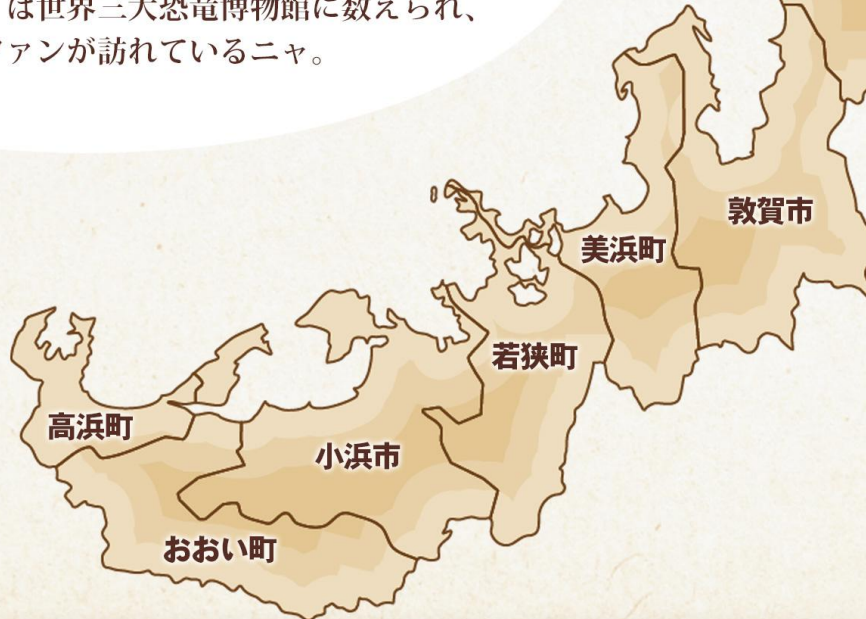 は世界三大恐竜博物館に数えられ、
ァンが訪れているニャ。
敦賀市
美浜町
若狭町
高浜町
小浜市
おおい町